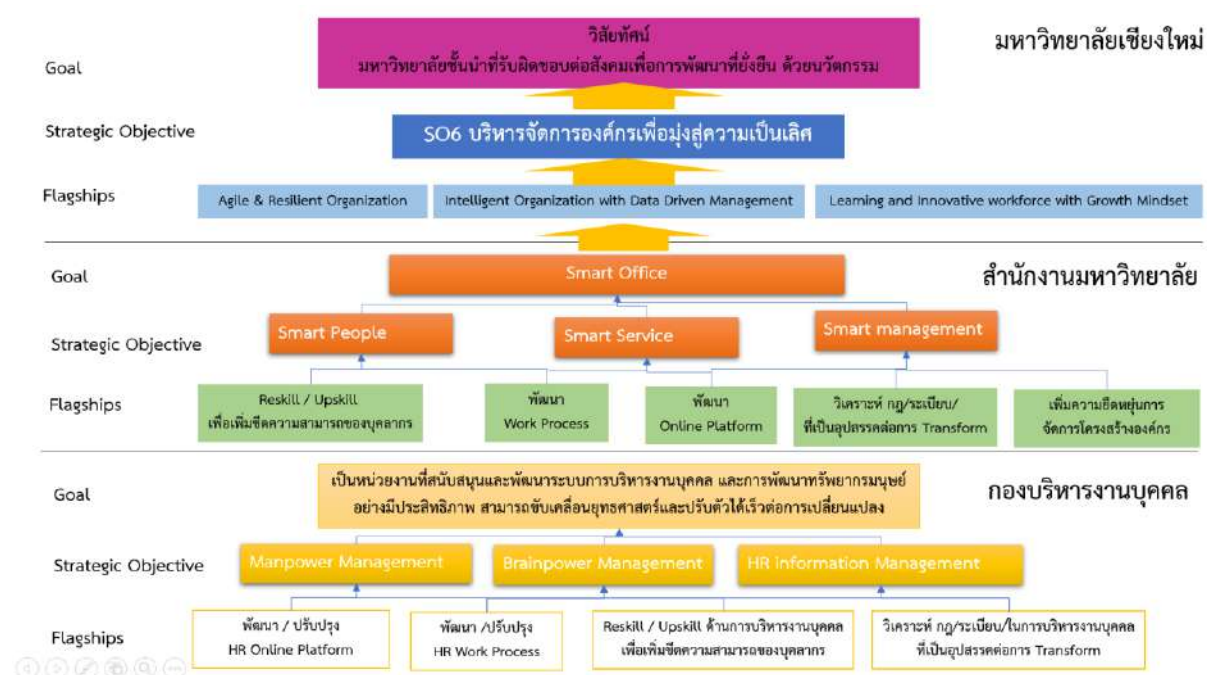 วิสัยทัศน์
มหาวิทยาลัยเชียงใหม่
Goal
มหาวิทยาลัยชั้นนำที่รับผิดชอบต่อสังคมเพื่อการพัฒนาที่ยั่งยืน ด้วยนวัตกรรม
Strategic Objective
SO6 บริหารจัดการองค์กรเพื่อมุ่งสู่ความเป็นเลิศ
Flagships
Agile & Resilient Organization
Intelligent Organization with Data Driven Management
Learning and Innovative workforce with Growth Mindset
Goal
Smart Office
สำนักงานมหาวิทยาลัย
Strategic Objective
Smart People
Smart Service
Smart management
Flagships
Reskill / Upskill
เพื่อเพิ่มขีดความสามารถของบุคลากร
พัฒนา
Work Process
พัฒนา
Online Platform
วิเคราะห์ กฎ/ระเบียบ/
ที่เป็นอุปสรรคต่อการ Transform
เพิ่มความยืดหยุ่นการ
จัดการโครงสร้างองค์กร
Goal
เป็นหน่วยงานที่สนับสนุนและพัฒนาระบบการบริหารงานบุคคล และการพัฒนาทรัพยากรมนุษย์
อย่างมีประสิทธิภาพ สามารถขับเคลื่อนยุทธศาสตร์และปรับตัวได้เร็วต่อการเปลี่ยนแปลง
กองบริหารงานบุคคล
Strategic Objective
Manpower Management
Brainpower Management
HR information Management
Flagships
พัฒนา / ปรับปรุง
HR Online Platform
พัฒนา /ปรับปรุง
HR Work Process
Reskill / Upskill ด้านการบริหารงานบุคคล
เพื่อเพิ่มขีดความสามารถของบุคลากร
วิเคราะห์ กฎ/ระเบียบ/ในการบริหารงานบุคคล
ที่เป็นอุปสรรคต่อการ Transform